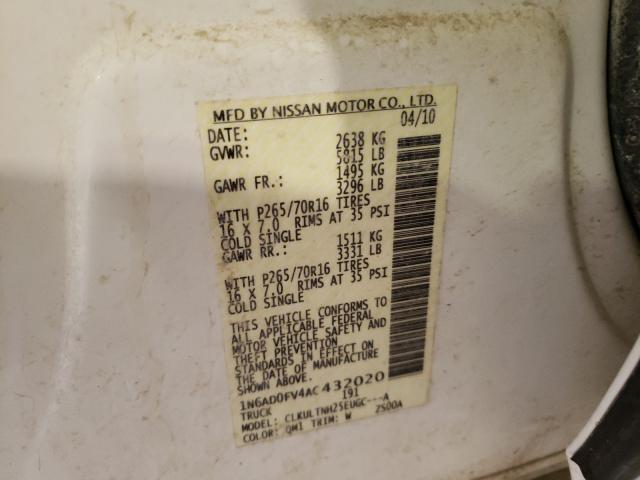 MFD BY NISSAN MOTOR CO., LTD.
DATE: 04/10
GVWR: 2638 KG
5815 LB
GAWR FR.: 1495 KG
3296 LB
WITH P265/70R16 TIRES
16 X 7.0 RIMS AT 35 PSI
COLD SINGLE
GAWR RR.: 1511 KG
3331 LB
WITH P265/70R16 TIRES
16 X 7.0 RIMS AT 35 PSI
COLD SINGLE
THIS VEHICLE CONFORMS TO
ALL APPLICABLE FEDERAL
MOTOR VEHICLE SAFETY AND
THEFT PREVENTION
STANDARDS IN EFFECT ON
THE DATE OF MANUFACTURE
SHOWN ABOVE.
1N6AD0FV4AC432020
TRUCK 191
MODEL: CLKULTNH25EUGC---A
COLOR: QM1 TRIM: W 2S00A